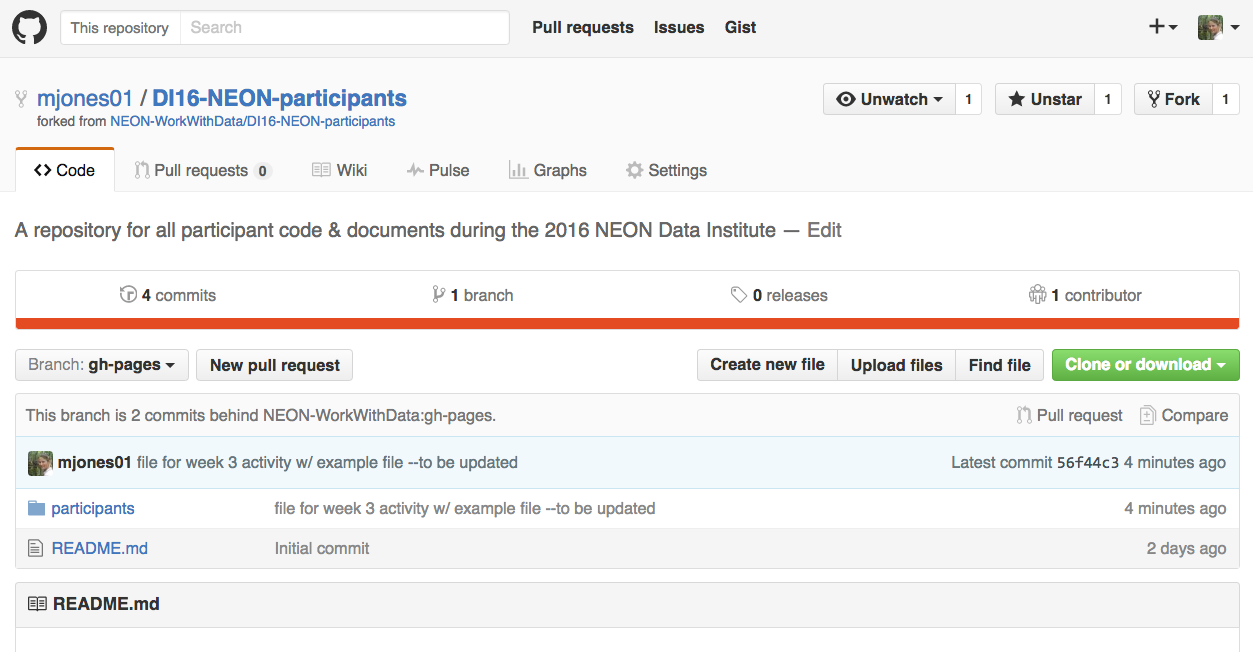 This repository Search Pull requests Issues Gist
mjones01 / DI16-NEON-participants Unwatch 1 Unstar 1 Fork 1
forked from NEON-WorkWithData/DI16-NEON-participants
Code Pull requests 0 Wiki Pulse Graphs Settings
A repository for all participant code & documents during the 2016 NEON Data Institute — Edit
4 commits 1 branch 0 releases 1 contributor
Branch: gh-pages New pull request Create new file Upload files Find file Clone or download
This branch is 2 commits behind NEON-WorkWithData:gh-pages. Pull request Compare
mjones01 file for week 3 activity w/ example file --to be updated Latest commit 56f44c3 4 minutes ago
participants file for week 3 activity w/ example file --to be updated 4 minutes ago
README.md Initial commit 2 days ago
README.md